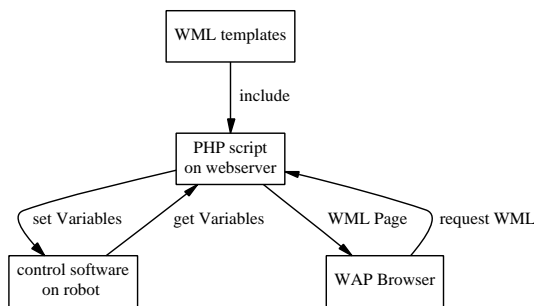 WML templates
include
PHP script
on webserver
set Variables
get Variables
WML Page
request WML
control software
on robot
WAP Browser